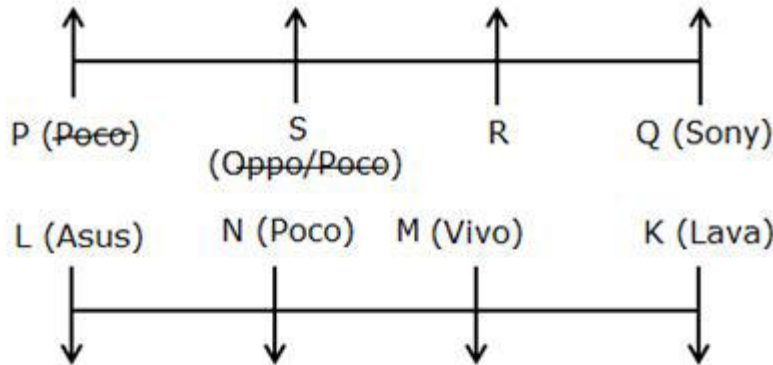 P (Poco) S R Q (Sony)
(Oppo/Poco)
L (Asus) N (Poco) M (Vivo) K (Lava)